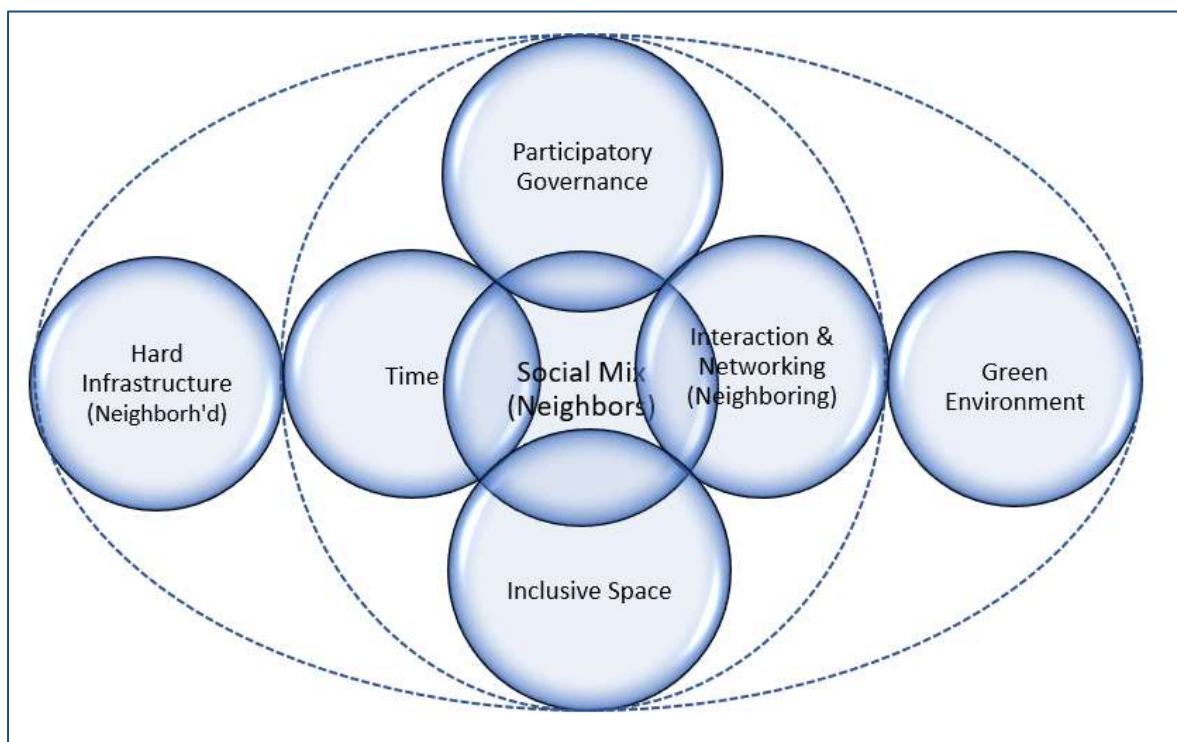 Participatory
Governance
Hard
Infrastructure
(Neighborh'd)
Time
Social Mix
(Neighbors)
Interaction &
Networking
(Neighboring)
Green
Environment
Inclusive Space